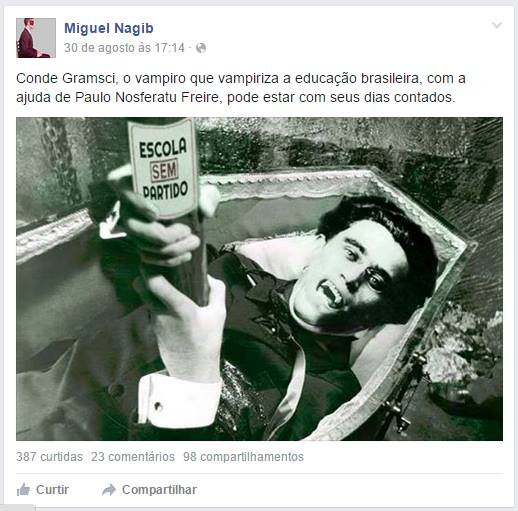 Miguel Nagib
30 de agosto às 17:14 ·
Conde Gramsci, o vampiro que vampiriza a educação brasileira, com a
ajuda de Paulo Nosferatu Freire, pode estar com seus dias contados.
ESCOLA
SEM
PARTIDO
387 curtidas 23 comentários 98 compartilhamentos
Curtir Compartilhar